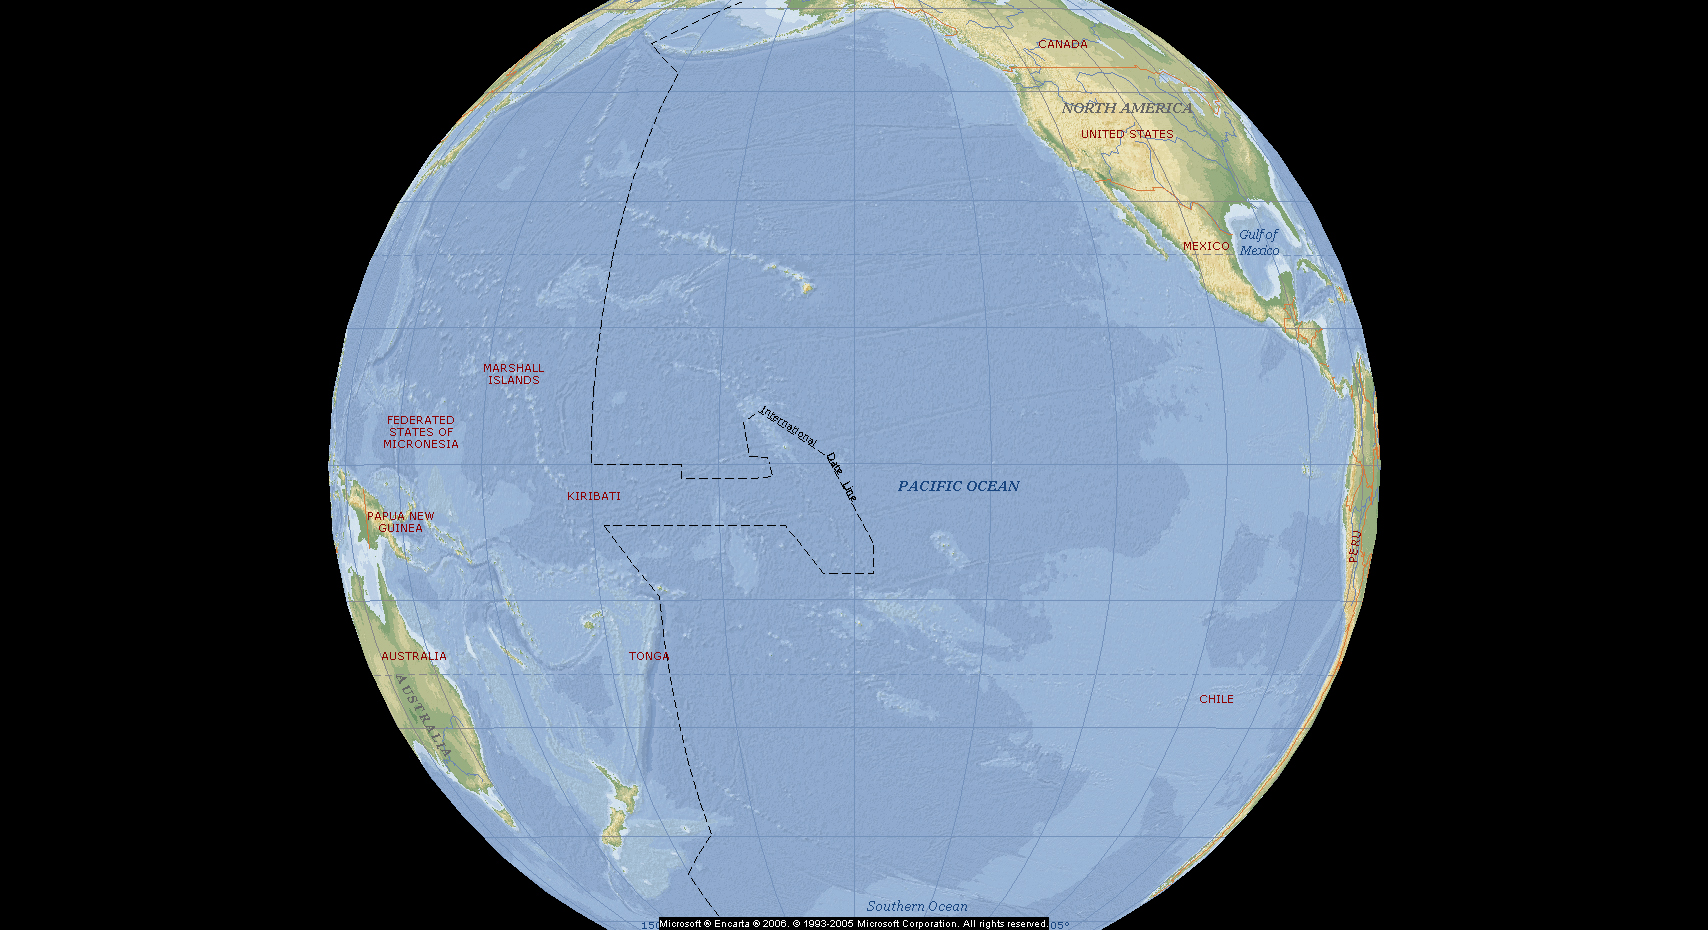 CANADA
NORTH AMERICA
UNITED STATES
Gulf of
Mexico
MEXICO
MARSHALL
ISLANDS
FEDERATED
STATES OF
MICRONESIA
International
Date Line
PACIFIC OCEAN
KIRIBATI
PAPUA NEW
GUINEA
PERU
AUSTRALIA
TONGA
AUSTRALIA
CHILE
Southern Ocean
Microsoft ® Encarta ® 2006. © 1993-2005 Microsoft Corporation. All rights reserved.